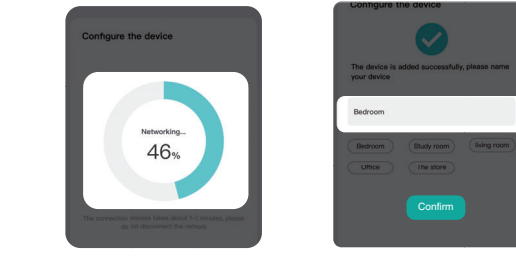 Configure the device
Networking...
46%
The connection process takes about 1-2 minutes, please
do not disconnect the network
Configure the device
The device is added successfully, please name
your device
Bedroom
Bedroom
Study room
living room
Office
The store
Confirm